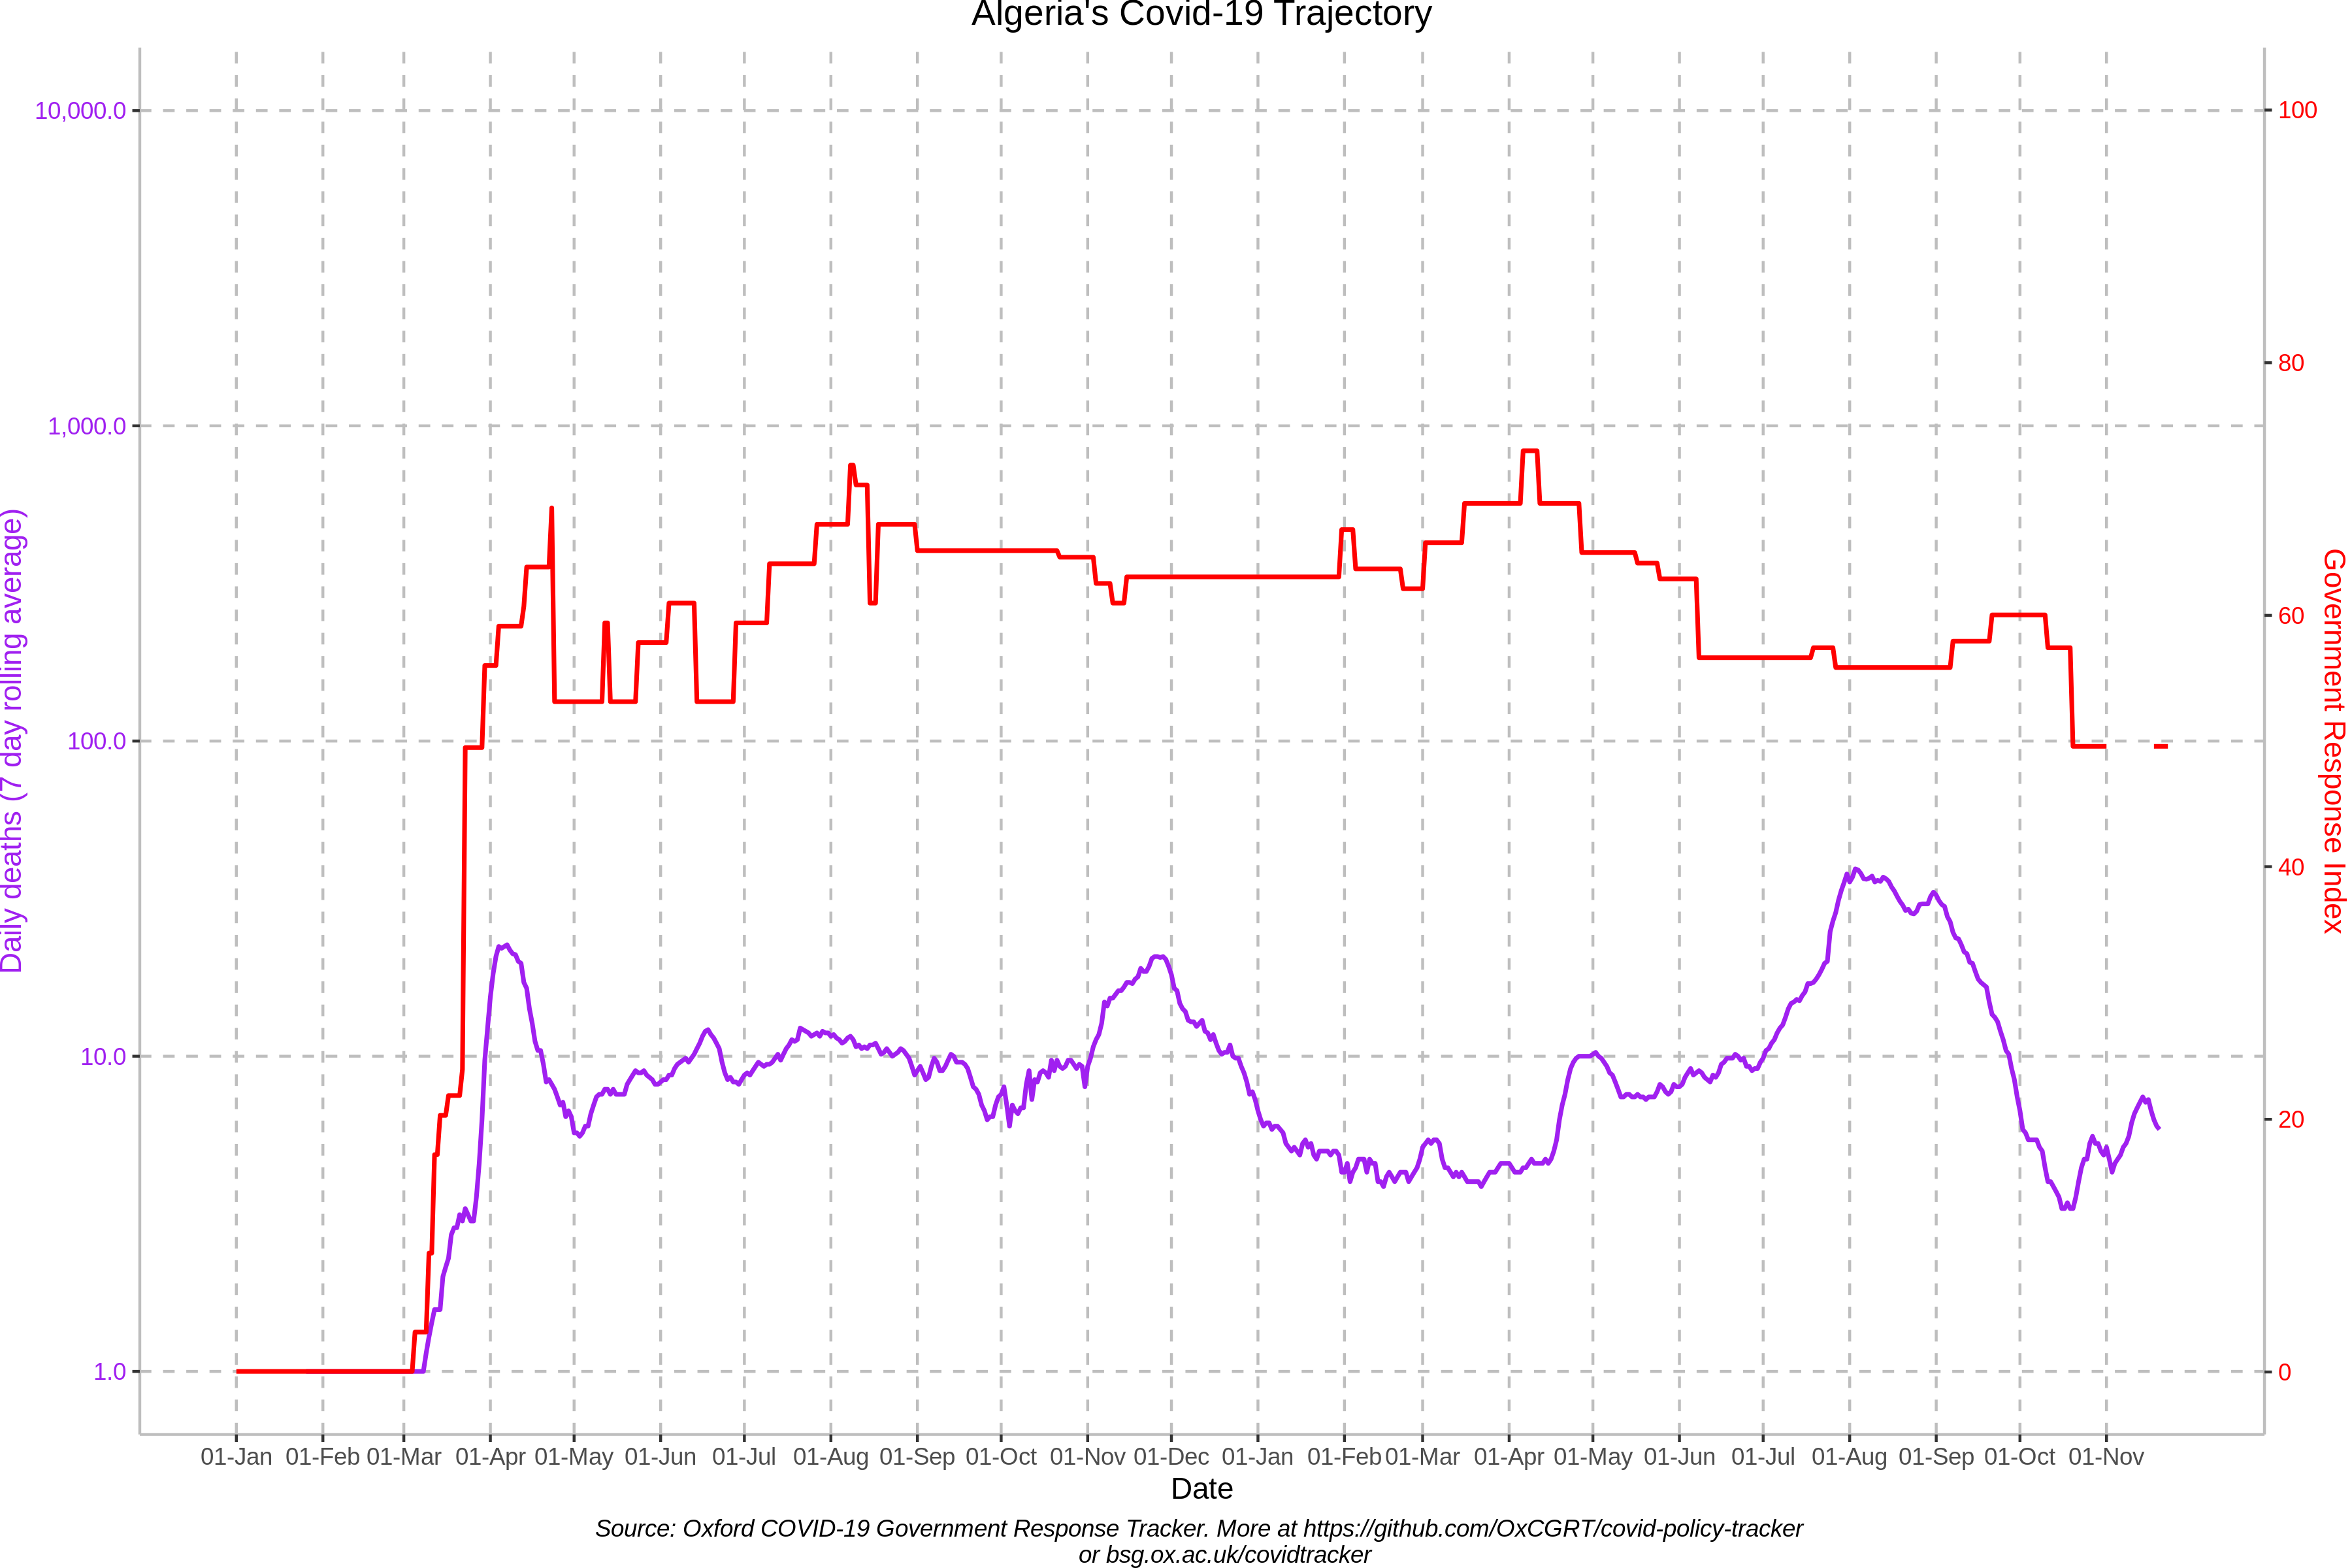 Algeria's Covid-19 Trajectory
10,000.0
1,000.0
100.0
10.0
1.0
Daily deaths (7 day rolling average)
100
80
60
40
20
0
Government Response Index
01-Jan 01-Feb 01-Mar 01-Apr 01-May 01-Jun 01-Jul 01-Aug 01-Sep 01-Oct 01-Nov 01-Dec 01-Jan 01-Feb 01-Mar 01-Apr 01-May 01-Jun 01-Jul 01-Aug 01-Sep 01-Oct 01-Nov
Date
Source: Oxford COVID-19 Government Response Tracker. More at https://github.com/OxCGRT/covid-policy-tracker
or bsg.ox.ac.uk/covidtracker